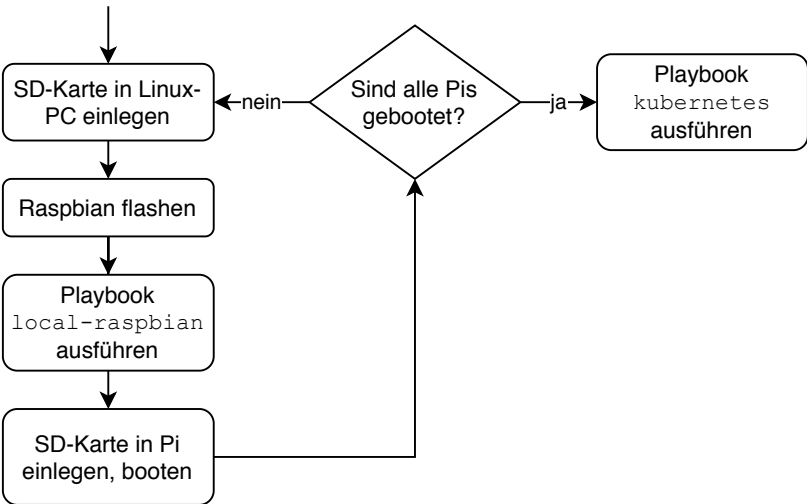 SD-Karte in Linux-
PC einlegen
Raspbian flashen
Playbook
local-raspbian
ausführen
SD-Karte in Pi
einlegen, booten
Sind alle Pis
gebootet?
nein
ja
Playbook
kubernetes
ausführen